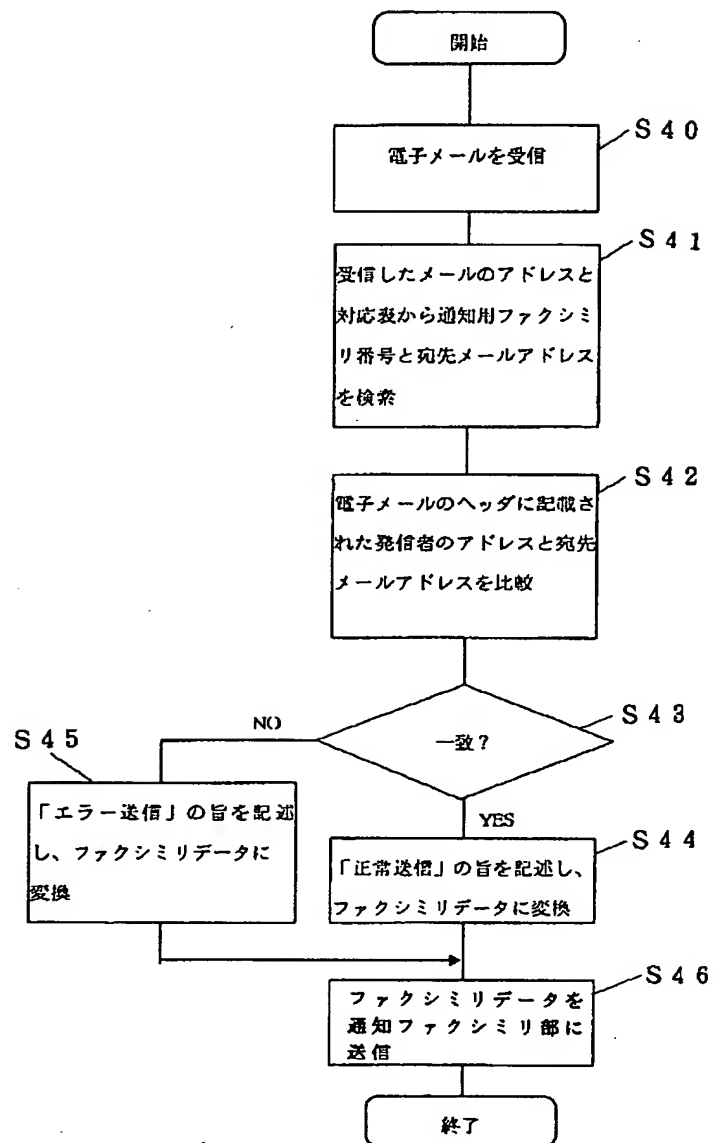 開始
S40
電子メールを受信
S41
受信したメールのアドレスと
対応表から通知用ファクシミ
リ番号と宛先メールアドレス
を検索
S42
電子メールのヘッダに記載さ
れた発信者のアドレスと宛先
メールアドレスを比較
S43
一致?
NO
YES
S45
「エラー送信」の旨を記述
し、ファクシミリデータに
変換
S44
「正常送信」の旨を記述し、
ファクシミリデータに変換
S46
ファクシミリデータを
通知ファクシミリ部に
送信
終了